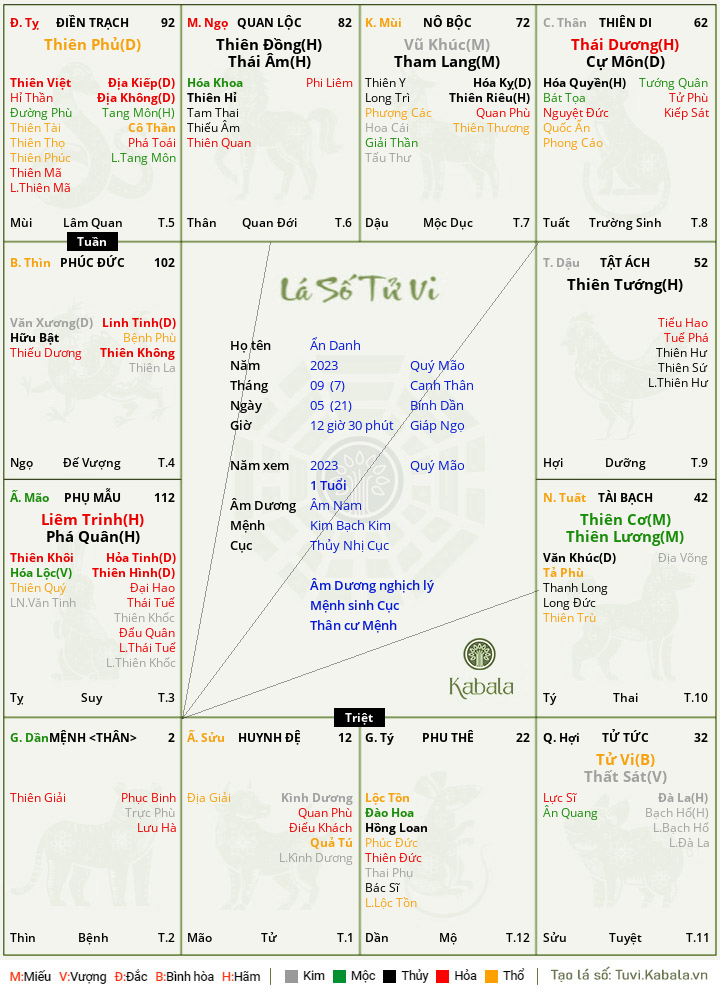 Đ. Tỵ ĐIỀN TRẠCH 92
Thiên Phủ(D)
Thiên Việt Địa Kiếp(D)
Hỉ Thần Địa Không(D)
Đường Phù Tang Môn(H)
Thiên Tài Cô Thần
Thiên Thọ Phá Toái
Thiên Phúc L.Tang Môn
Thiên Mã
L.Thiên Mã
Mùi Lâm Quan T.5
M. Ngọ QUAN LỘC 82
Thiên Đồng(H)
Thái Âm(H)
Hóa Khoa Phi Liêm
Thiên Hỉ
Tam Thai
Thiếu Âm
Thiên Quan
Thân Quan Đới T.6
K. Mùi NÔ BỘC 72
Vũ Khúc(M)
Tham Lang(M)
Thiên Y Hóa Kỵ(D)
Long Trì Thiên Riêu(H)
Phượng Các Quan Phù
Hoa Cái Thiên Thương
Giải Thần
Tấu Thư
Dậu Mộc Dục T.7
C. Thân THIÊN DI 62
Thái Dương(H)
Cự Môn(D)
Hóa Quyền(H) Tướng Quân
Bát Tọa Tử Phù
Nguyệt Đức Kiếp Sát
Quốc Ấn
Phong Cáo
Tuất Trường Sinh T.8
Tuần
B. Thìn PHÚC ĐỨC 102
Văn Xương(D) Linh Tinh(D)
Hữu Bật Bệnh Phù
Thiếu Dương Thiên Không
Thiên La
Ngọ Đế Vượng T.4
Lá Số Tử Vi
Họ tên Ẩn Danh
Năm 2023 Quý Mão
Tháng 09 (7) Canh Thân
Ngày 05 (21) Bính Dần
Giờ 12 giờ 30 phút Giáp Ngọ
Năm xem 2023 Quý Mão
1 Tuổi
Âm Dương Âm Nam
Mệnh Kim Bạch Kim
Cục Thủy Nhị Cục
Âm Dương nghịch lý
Mệnh sinh Cục
Thân cư Mệnh
Kabala
T. Dậu TẬT ÁCH 52
Thiên Tướng(H)
Tiểu Hao
Tuế Phá
Thiên Hư
Thiên Sứ
L.Thiên Hư
Hợi Dưỡng T.9
Ấ. Mão PHỤ MẪU 112
Liêm Trinh(H)
Phá Quân(H)
Thiên Khôi Hỏa Tinh(D)
Hóa Lộc(V) Thiên Hình(D)
Thiên Quý Đại Hao
LN.Văn Tinh Thái Tuế
Thiên Khốc
Đẩu Quân
L.Thái Tuế
L.Thiên Khốc
Tỵ Suy T.3
N. Tuất TÀI BẠCH 42
Thiên Cơ(M)
Thiên Lương(M)
Văn Khúc(D) Địa Võng
Tả Phù
Thanh Long
Long Đức
Thiên Trù
Tý Thai T.10
Triệt
G. Dần MỆNH <THÂN> 2
Thiên Giải Phục Binh
Trực Phù
Lưu Hà
Thìn Bệnh T.2
Ấ. Sửu HUYNH ĐỆ 12
Địa Giải Kình Dương
Quan Phù
Điếu Khách
Quả Tú
L.Kình Dương
Mão Tử T.1
G. Tý PHU THÊ 22
Lộc Tồn
Đào Hoa
Hồng Loan
Phúc Đức
Thiên Đức
Thai Phụ
Bác Sĩ
L.Lộc Tồn
Dần Mộ T.12
Q. Hợi TỬ TỨC 32
Tử Vi(B)
Thất Sát(V)
Lực Sĩ Đà La(H)
Ân Quang Bạch Hổ(H)
L.Bạch Hổ
L.Đà La
Sửu Tuyệt T.11
M:Miếu V:Vượng Đ:Đắc B:Bình hòa H:Hãm Kim Mộc Thủy Hỏa Thổ Tạo lá số: Tuvi.Kabala.vn